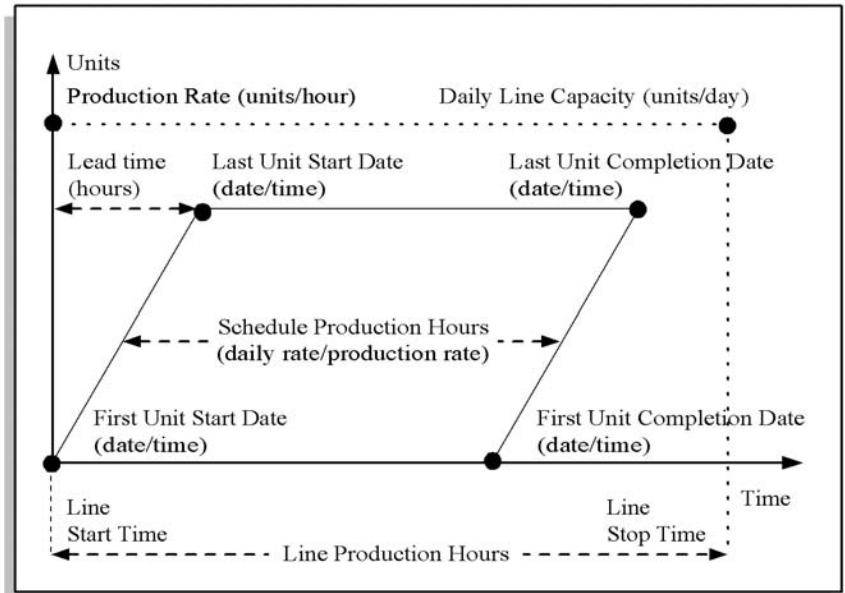 Units
Production Rate (units/hour)
Daily Line Capacity (units/day)
Lead time
(hours)
Last Unit Start Date
(date/time)
Last Unit Completion Date
(date/time)
Schedule Production Hours
(daily rate/production rate)
First Unit Start Date
(date/time)
First Unit Completion Date
(date/time)
Time
Line
Start Time
Line
Stop Time
Line Production Hours